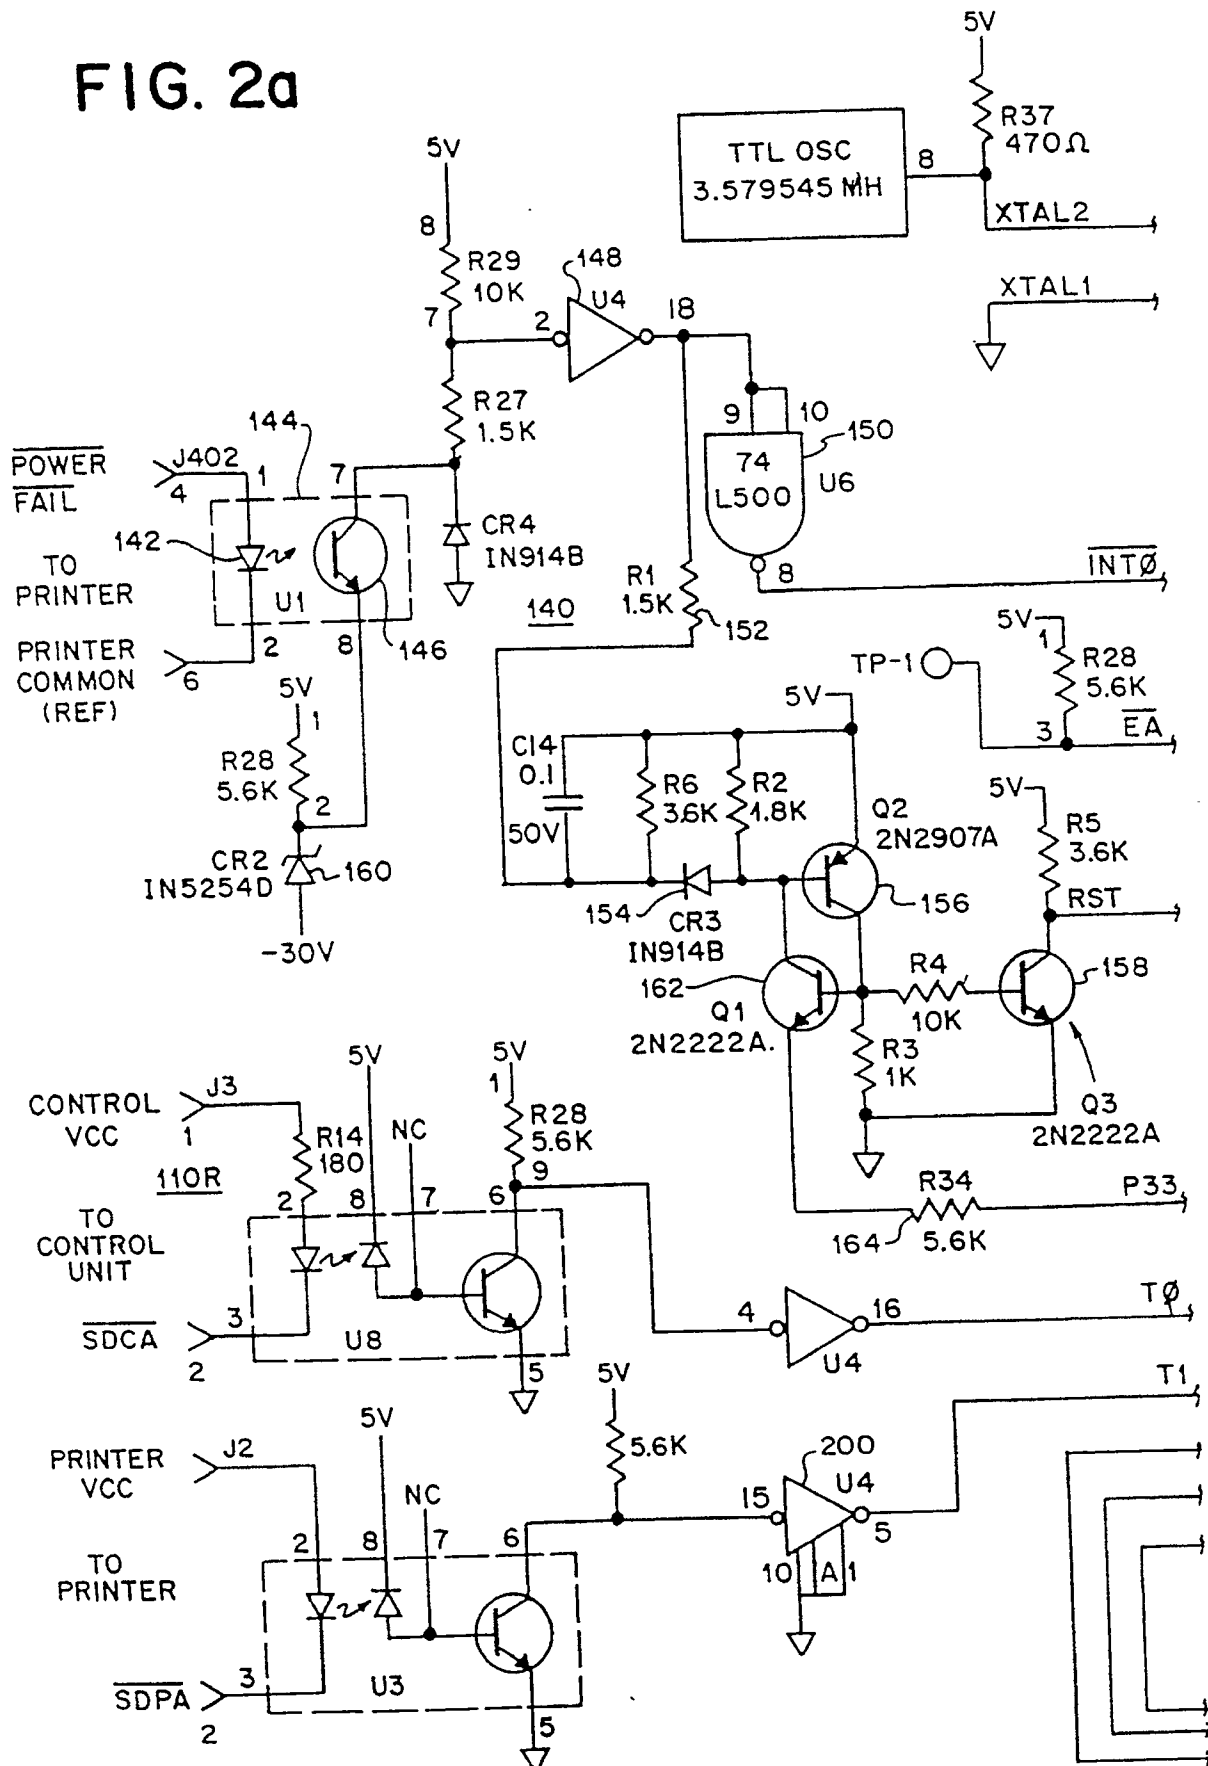 FIG. 2a
5V
R37
470Ω
TTL OSC
3.579545 MH
8
XTAL2
XTAL1
5V
8
R29
10K
7
2
148
U4
18
R27
1.5K
9
10
150
74
L500
U6
8
INTØ
144
POWER
FAIL
J402
4
1
7
142
TO
PRINTER
U1
CR4
IN914B
140
R1
1.5K
152
2
8
146
PRINTER
COMMON
(REF)
6
5V
1
R28
5.6K
2
CR2
IN5254D
160
-30V
TP-1
5V
1
R28
5.6K
3
EA
5V
C14
0.1
50V
R6
3.6K
R2
1.8K
Q2
2N2907A
156
154
CR3
IN914B
5V
R5
3.6K
RST
162
Q1
2N2222A.
R4
10K
158
R3
1K
Q3
2N2222A
R34
5.6K
164
P33
CONTROL
VCC
J3
1
110R
R14
180
5V
NC
5V
1
R28
5.6K
9
2
8
7
6
TO
CONTROL
UNIT
SDCA
2
3
U8
5
4
16
U4
TØ
5V
5.6K
T1
PRINTER
VCC
J2
5V
NC
2
8
7
6
15
200
U4
5
10
A
1
TO
PRINTER
SDPA
2
3
U3
5